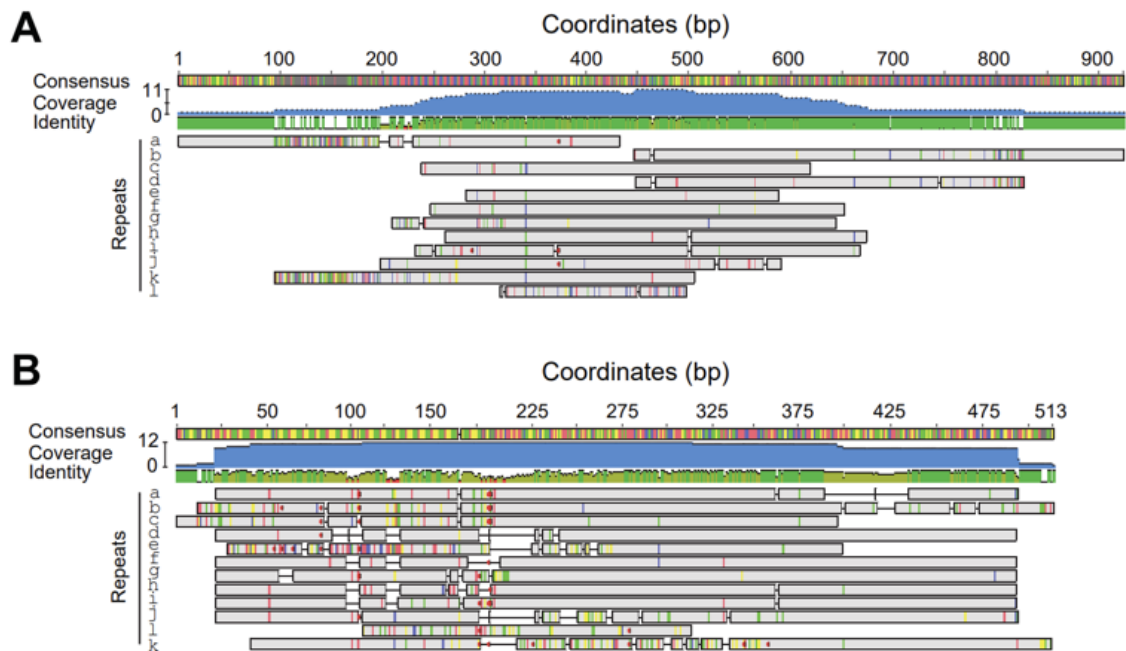 A
Coordinates (bp)
1 100 200 300 400 500 600 700 800 900
Consensus
11
Coverage
0
Identity
Repeats
a
b
c
d
e
f
g
h
i
j
k
l
B
Coordinates (bp)
1 50 100 150 225 275 325 375 425 475 513
Consensus
12
Coverage
0
Identity
Repeats
a
b
c
d
e
f
g
h
i
j
l
k